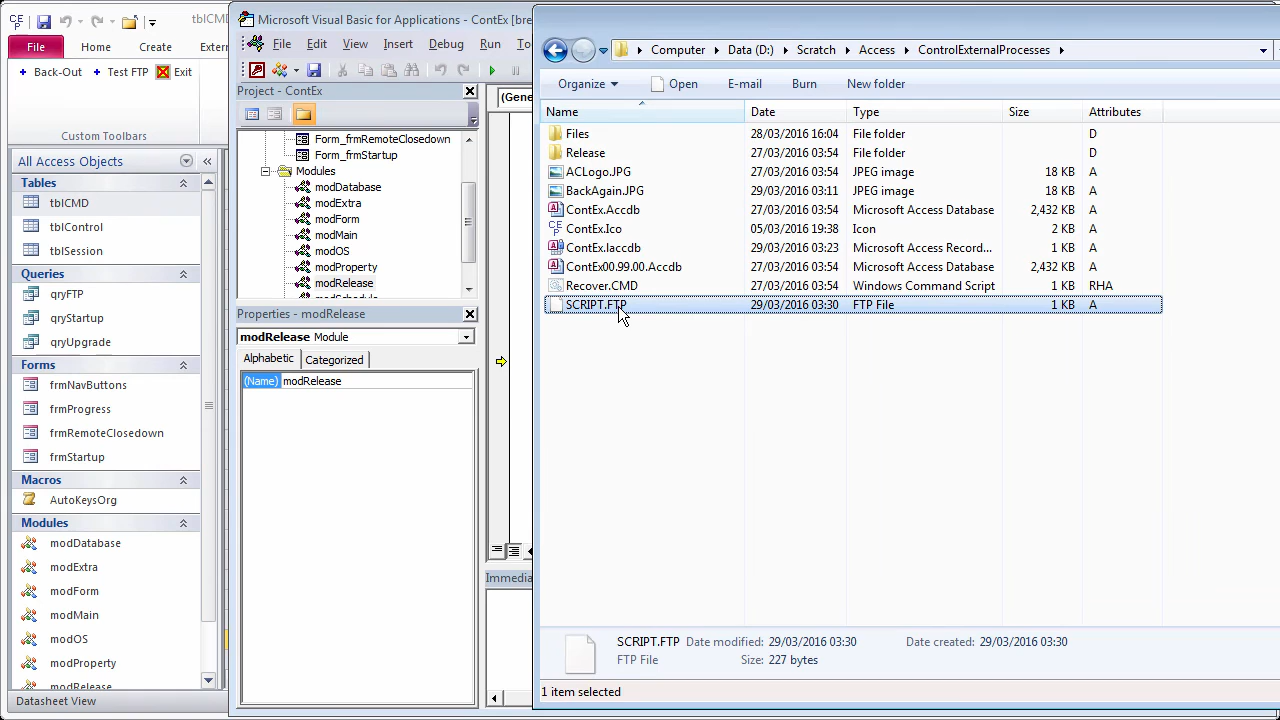 CE
F
tblCMD
File
Home
Create
Extern
Back-Out
Test FTP
Exit
Custom Toolbars
All Access Objects
Tables
tblCMD
tblControl
tblSession
Queries
qryFTP
qryStartup
qryUpgrade
Forms
frmNavButtons
frmProgress
frmRemoteClosedown
frmStartup
Macros
AutoKeysOrg
Modules
modDatabase
modExtra
modForm
modMain
modOS
modProperty
modRelease
Datasheet View
Microsoft Visual Basic for Applications - ContEx [bre
File Edit View Insert Debug Run To
Project - ContEx
Form_frmRemoteClosedown
Form_frmStartup
Modules
modDatabase
modExtra
modForm
modMain
modOS
modProperty
modRelease
Properties - modRelease
modRelease Module
Alphabetic Categorized
(Name) modRelease
(Gene
Immedia
Computer Data (D:) Scratch Access ControlExternalProcesses
Organize Open E-mail Burn New folder
Name Date Type Size Attributes
Files 28/03/2016 16:04 File folder D
Release 27/03/2016 03:54 File folder D
ACLogo.JPG 27/03/2016 03:54 JPEG image 18 KB A
BackAgain.JPG 29/03/2016 03:11 JPEG image 18 KB A
ContEx.Accdb 27/03/2016 03:54 Microsoft Access Database 2,432 KB A
ContEx.Ico 05/03/2016 19:38 Icon 2 KB A
ContEx.laccdb 29/03/2016 03:23 Microsoft Access Record... 1 KB A
ContEx00.99.00.Accdb 27/03/2016 03:54 Microsoft Access Database 2,432 KB A
Recover.CMD 27/03/2016 03:54 Windows Command Script 1 KB RHA
SCRIPT.FTP 29/03/2016 03:30 FTP File 1 KB A
SCRIPT.FTP Date modified: 29/03/2016 03:30 Date created: 29/03/2016 03:30
FTP File Size: 227 bytes
1 item selected